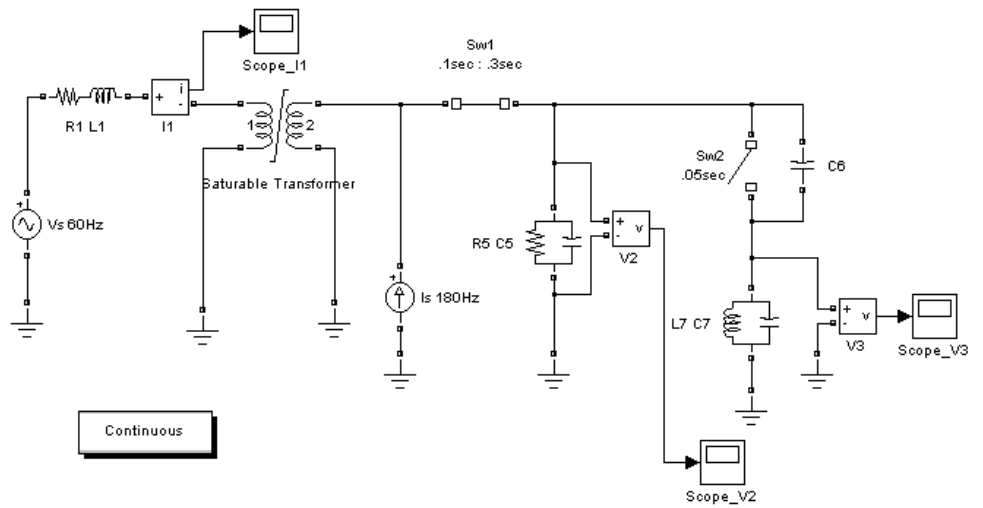 Scope_I1
Sw1
.1sec : .3sec
R1 L1
+
i
-
I1
1
2
Saturable Transformer
Sw2
.05sec
C6
+
Vs 60Hz
R5 C5
+
-
v
V2
+
Is 180Hz
L7 C7
+
-
v
V3
Scope_V3
Continuous
Scope_V2